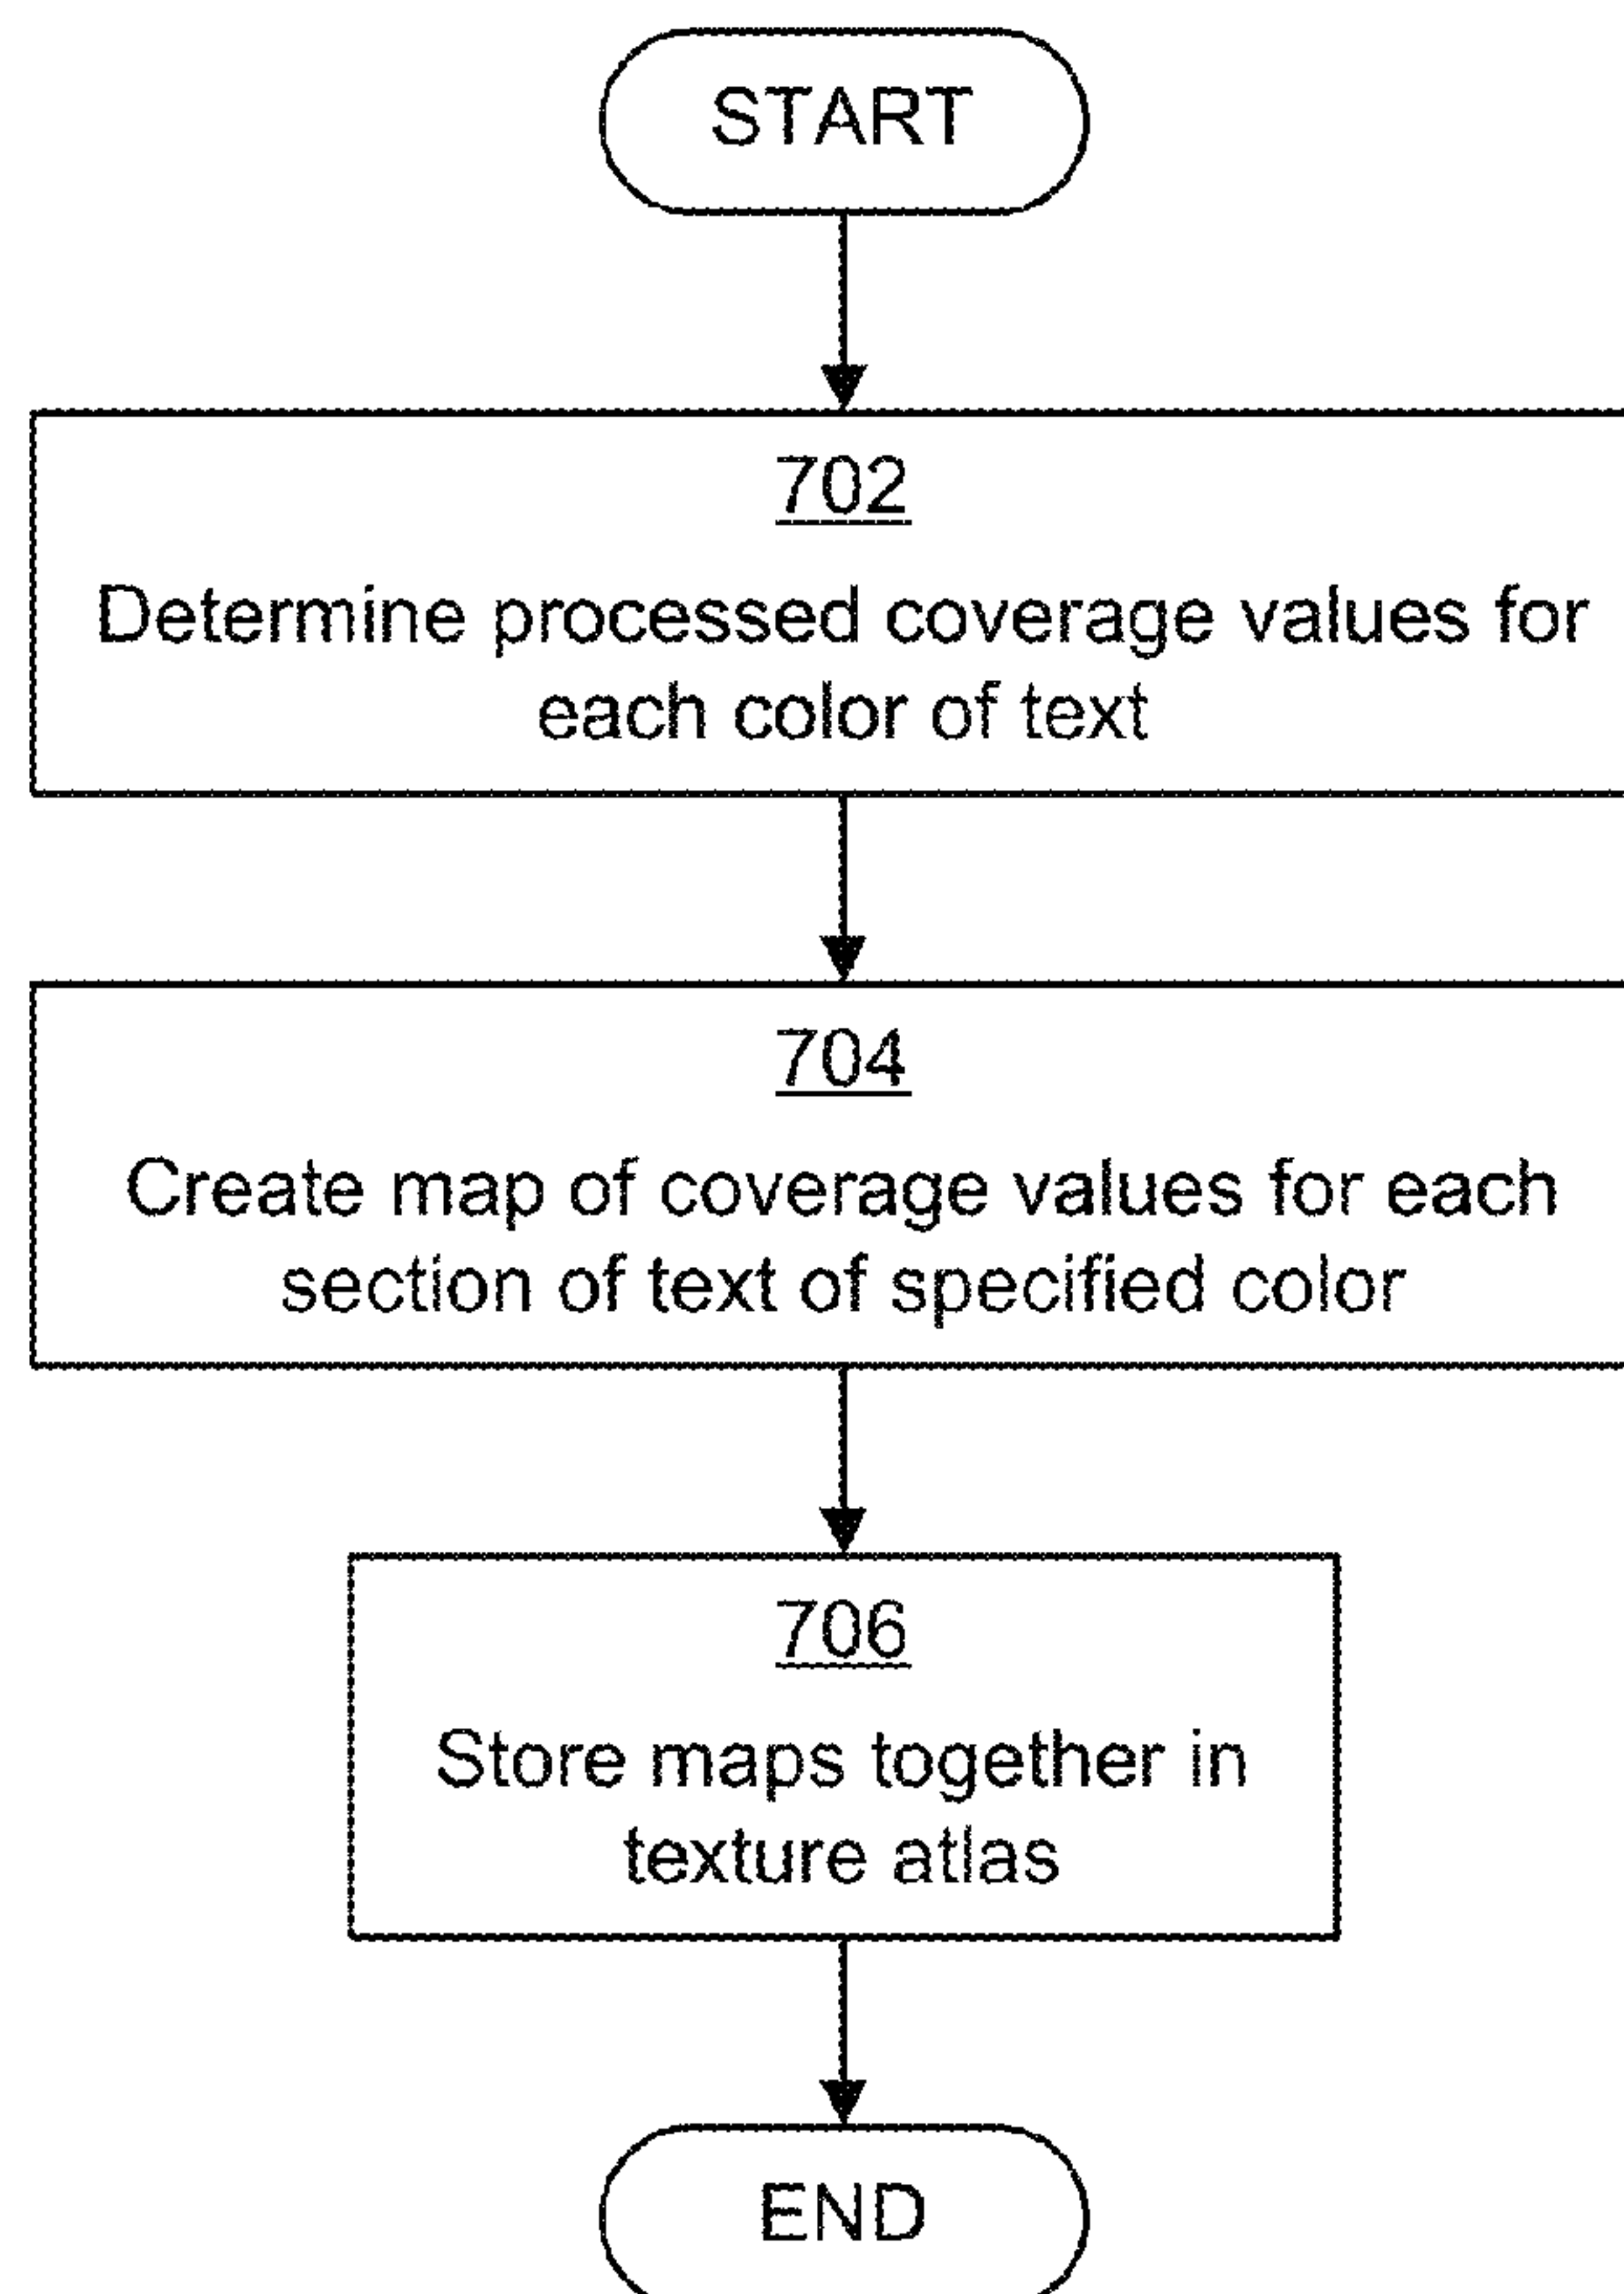 START
702
Determine processed coverage values for
each color of text
704
Create map of coverage values for each
section of text of specified color
706
Store maps together in
texture atlas
END